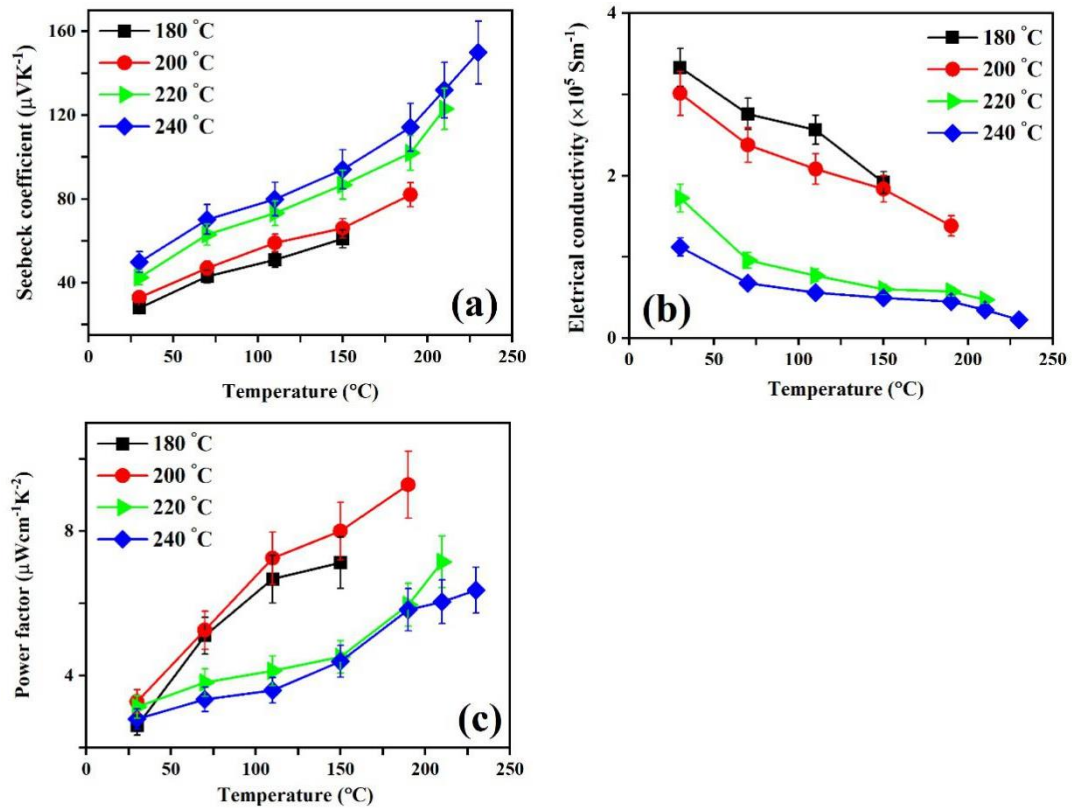 Seebeck coefficient (µVK⁻¹)
160
120
80
40
180 °C
200 °C
220 °C
240 °C
(a)
0 50 100 150 200 250
Temperature (°C)
Eletrical conductivity (×10⁵ Sm⁻¹)
4
2
0
180 °C
200 °C
220 °C
240 °C
(b)
0 50 100 150 200 250
Temperature (°C)
Power factor (µWcm⁻¹K⁻²)
8
4
180 °C
200 °C
220 °C
240 °C
(c)
0 50 100 150 200 250
Temperature (°C)